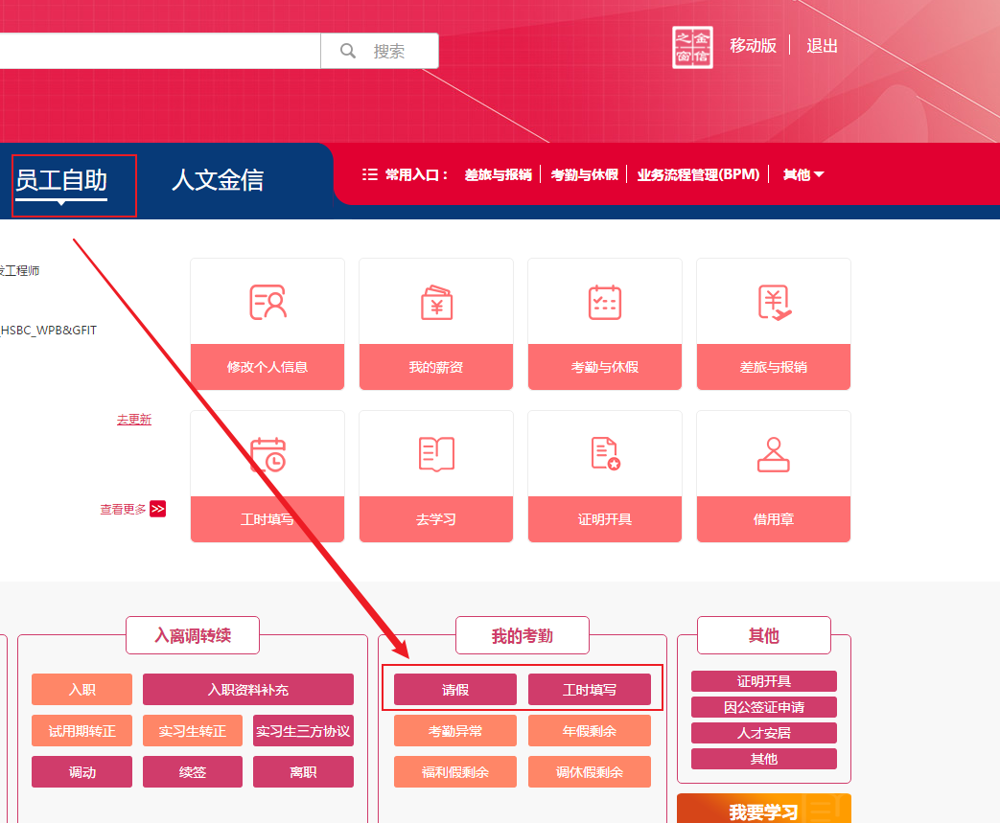 搜索
金信之窗
移动版
退出
员工自助
人文金信
常用入口：
差旅与报销
考勤与休假
业务流程管理(BPM)
其他
发工程师
_HSBC_WPB&GFIT
去更新
查看更多
修改个人信息
我的薪资
考勤与休假
差旅与报销
工时填写
去学习
证明开具
借用章
入离调转续
入职
入职资料补充
试用期转正
实习生转正
实习生三方协议
调动
续签
离职
我的考勤
请假
工时填写
考勤异常
年假剩余
福利假剩余
调休假剩余
其他
证明开具
因公签证申请
人才安居
其他
我要学习